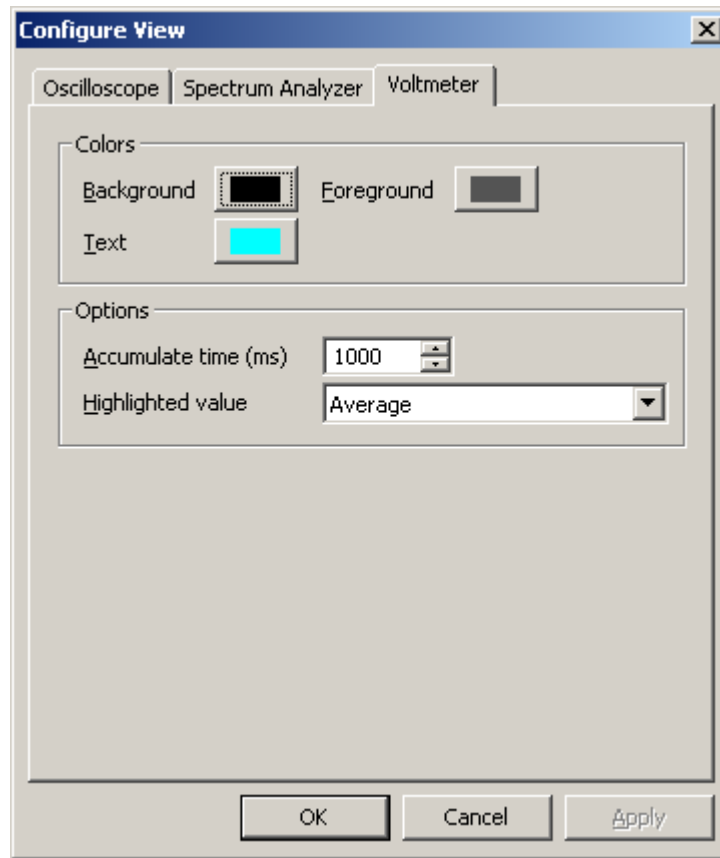 Configure View
Oscilloscope Spectrum Analyzer Voltmeter
Colors
Background Foreground
Text
Options
Accumulate time (ms) 1000
Highlighted value Average
OK Cancel Apply